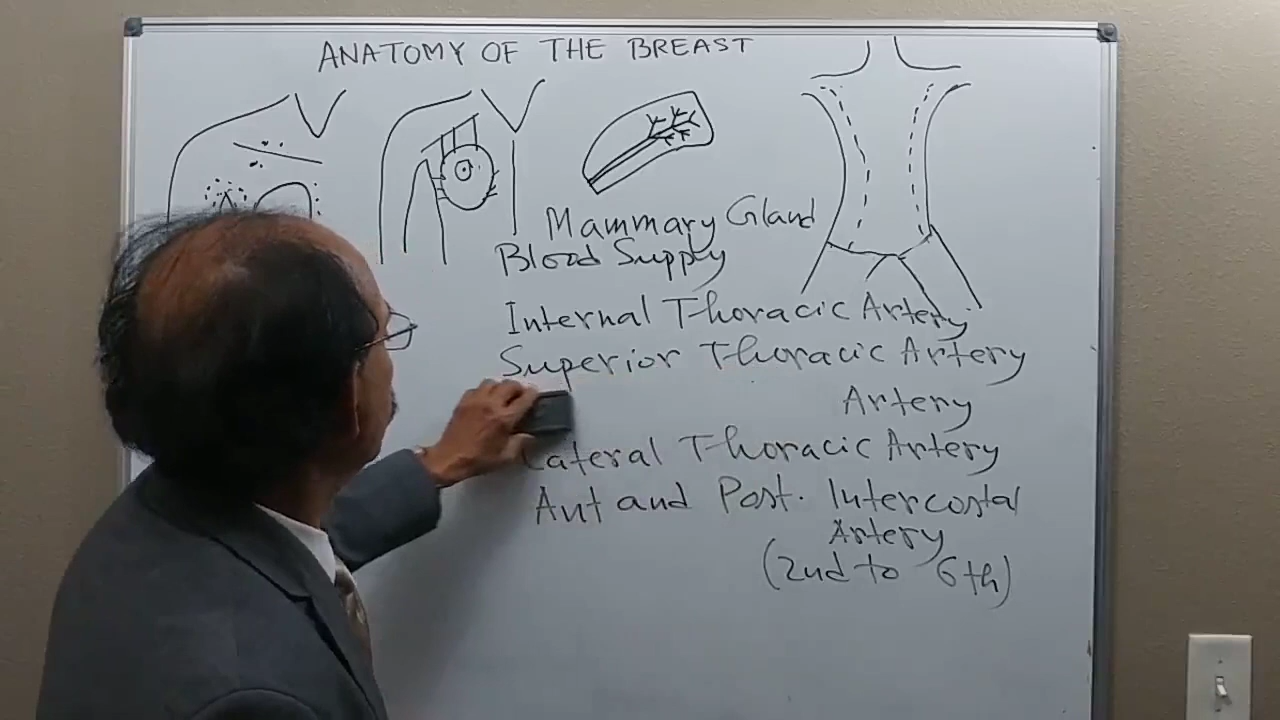 ANATOMY OF THE BREAST
Mammary Gland
Blood Supply
Internal Thoracic Artery
Superior Thoracic Artery
Artery
Lateral Thoracic Artery
Ant and Post. Intercostal
Artery
(2nd to 6th)